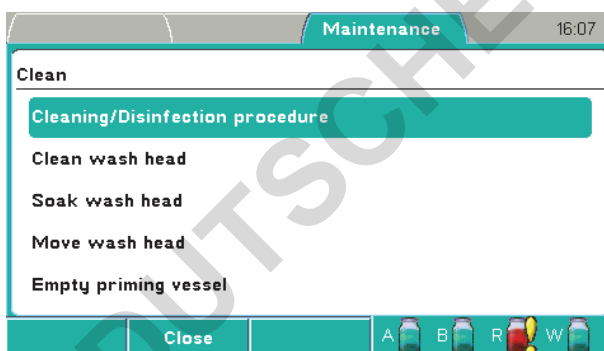 Maintenance 16:07
Clean
Cleaning/Disinfection procedure
Clean wash head
Soak wash head
Move wash head
Empty priming vessel
Close A B R W
DUTSCHE